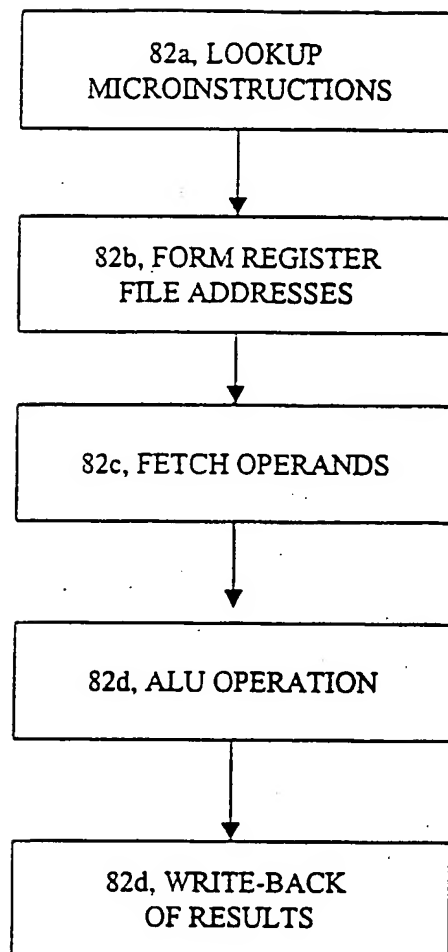 82a, LOOKUP
MICROINSTRUCTIONS
82b, FORM REGISTER
FILE ADDRESSES
82c, FETCH OPERANDS
82d, ALU OPERATION
82d, WRITE-BACK
OF RESULTS